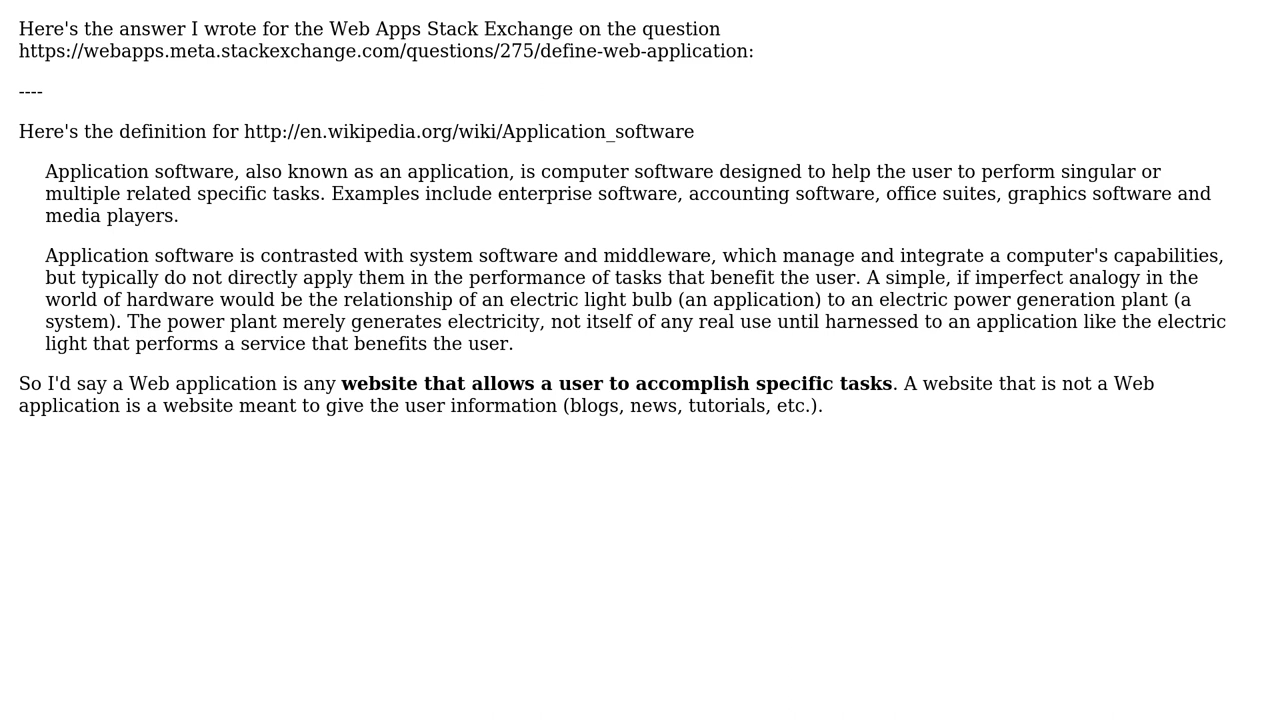 Here's the answer I wrote for the Web Apps Stack Exchange on the question
https://webapps.meta.stackexchange.com/questions/275/define-web-application:
----
Here's the definition for http://en.wikipedia.org/wiki/Application_software
Application software, also known as an application, is computer software designed to help the user to perform singular or
multiple related specific tasks. Examples include enterprise software, accounting software, office suites, graphics software and
media players.
Application software is contrasted with system software and middleware, which manage and integrate a computer's capabilities,
but typically do not directly apply them in the performance of tasks that benefit the user. A simple, if imperfect analogy in the
world of hardware would be the relationship of an electric light bulb (an application) to an electric power generation plant (a
system). The power plant merely generates electricity, not itself of any real use until harnessed to an application like the electric
light that performs a service that benefits the user.
So I'd say a Web application is any website that allows a user to accomplish specific tasks. A website that is not a Web
application is a website meant to give the user information (blogs, news, tutorials, etc.).